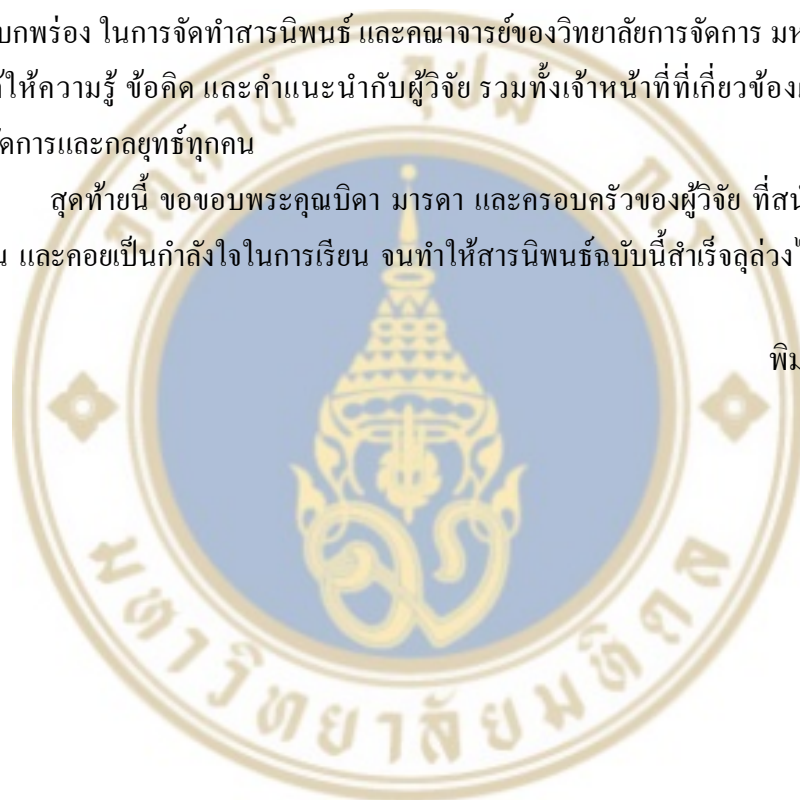 บกพร่อง ในการจัดทำสารนิพนธ์ และคณาจารย์ของวิทยาลัยการจัดการ มห
ให้ความรู้ ข้อคิด และคำแนะนำกับผู้วิจัย รวมทั้งเจ้าหน้าที่ที่เกี่ยวข้อง
ัดการและกลยุทธ์ทุกคน
สุดท้ายนี้ ขอขอบพระคุณบิดา มารดา และครอบครัวของผู้วิจัย ที่สน
น และคอยเป็นกำลังใจในการเรียน จนทำให้สารนิพนธ์ฉบับนี้สำเร็จลุล่วง
พิม
อตฺตานํ อุปมํ กเร
มหาวิทยาลัยมหิดล